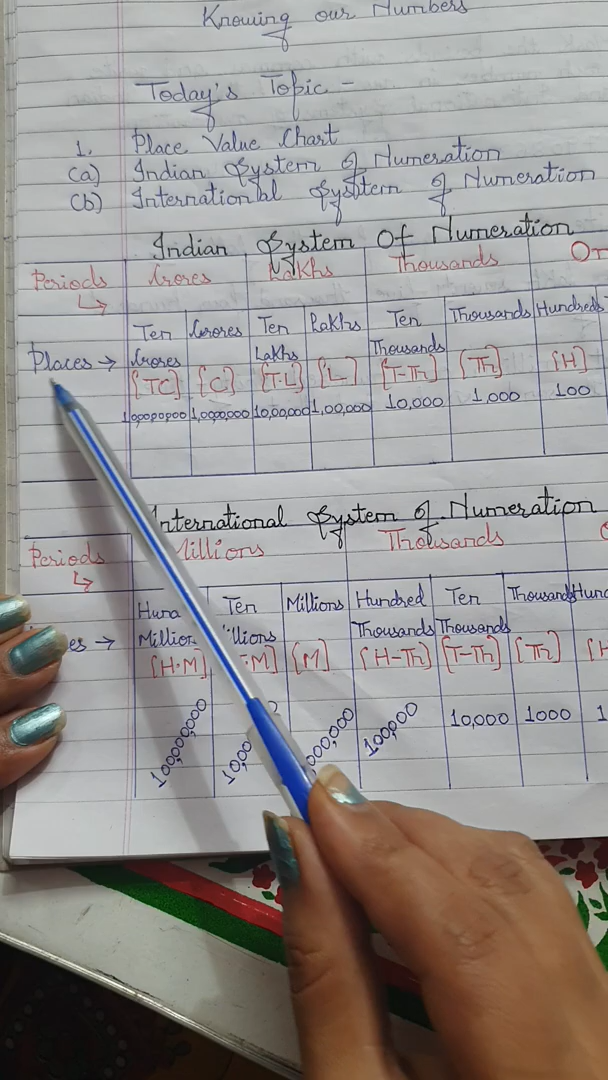 Knowing our Numbers
Today's Topic -
1. Place Value Chart
(a) Indian System of Numeration
(b) International System of Numeration
Indian System Of Numeration
Periods Crores Lakhs Thousands
Ten Crores Ten Lakhs Ten Thousands Hundreds
Places → Crores Lakhs Thousands
[TC] [C] [T.L] [L] [T-Th] [Th] [H]
10,00,00,000 1,00,00,000 10,00,000 1,00,000 10,000 1,000 100
International System of Numeration
Periods Millions Thousands
Ten Millions Hundred Ten Thousand
Thousands Thousands
[H.M] [M] [H-Th] [T-Th] [Th]
100,000,000 100,000 10,000 1000